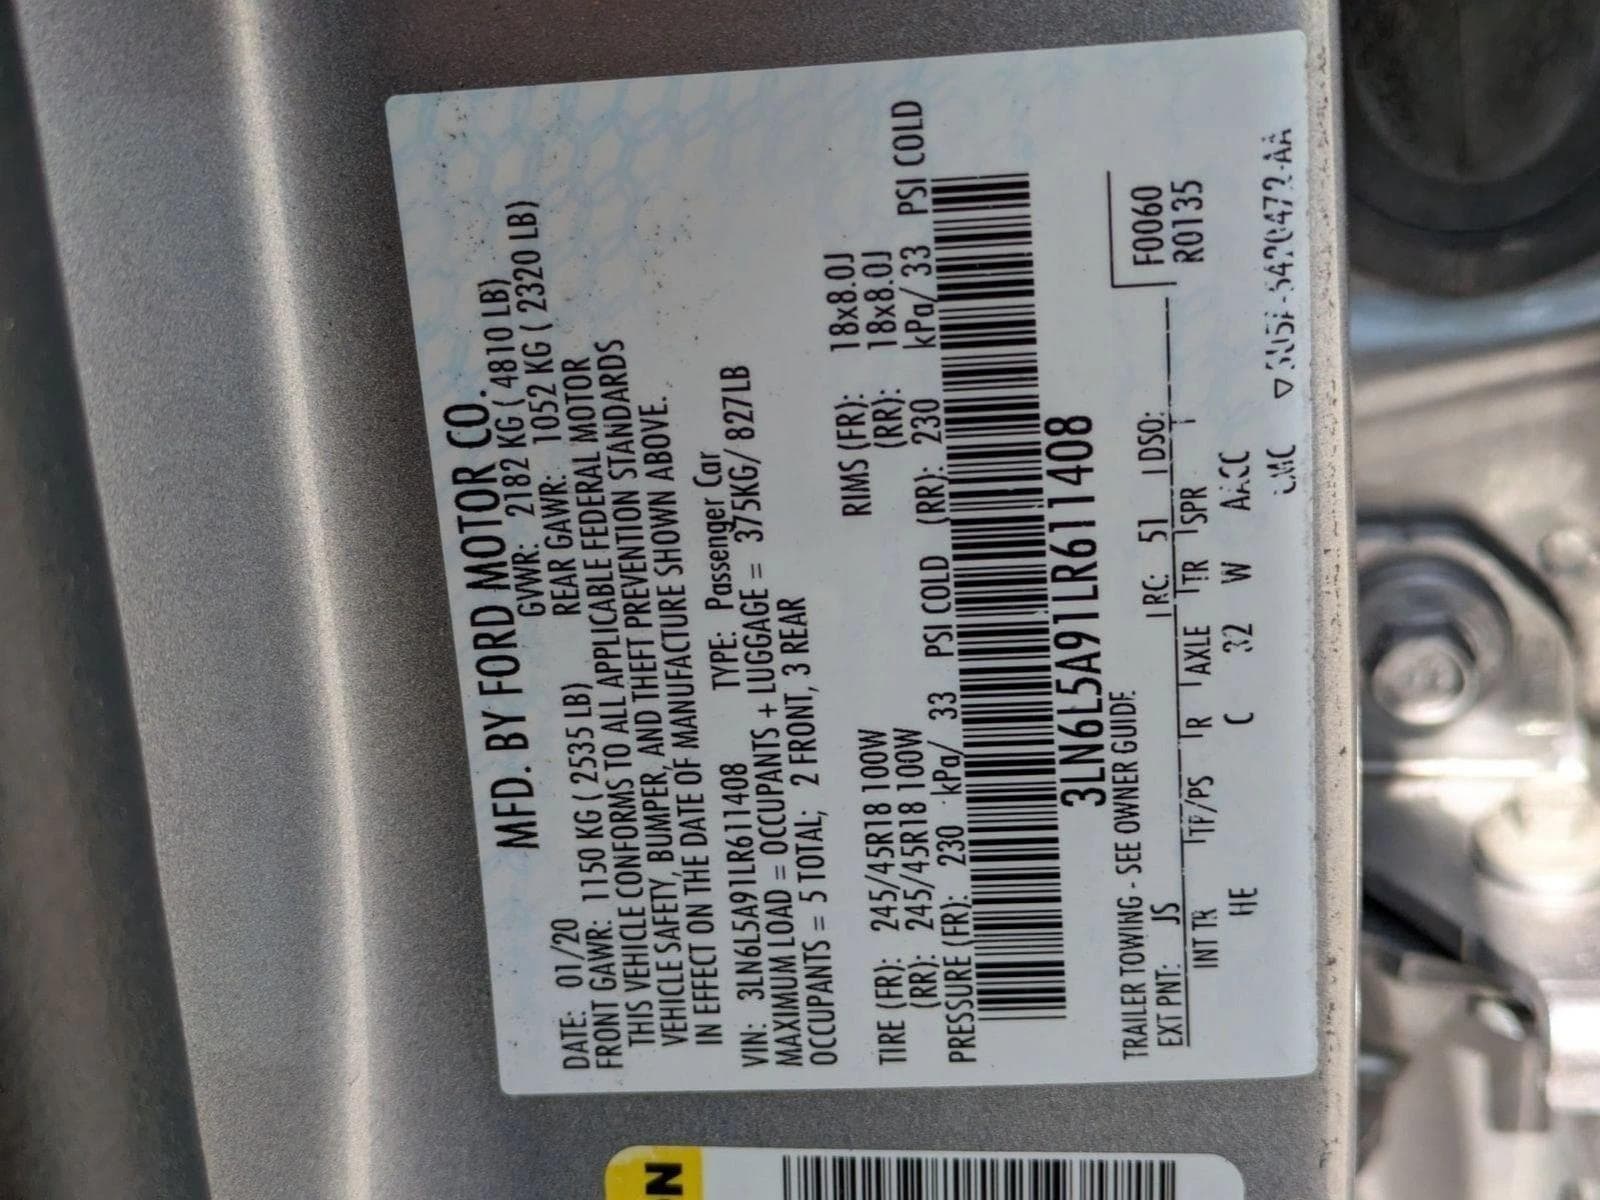 MFD. BY FORD MOTOR CO.
DATE: 01/20 GVWR: 2182 KG ( 4810 LB)
FRONT GAWR: 1150 KG ( 2535 LB) REAR GAWR: 1052 KG ( 2320 LB)
THIS VEHICLE CONFORMS TO ALL APPLICABLE FEDERAL MOTOR
VEHICLE SAFETY, BUMPER, AND THEFT PREVENTION STANDARDS
IN EFFECT ON THE DATE OF MANUFACTURE SHOWN ABOVE.
VIN: 3LN6L5A91LR611408 TYPE: Passenger Car
MAXIMUM LOAD = OCCUPANTS + LUGGAGE = 375KG/ 827LB
OCCUPANTS = 5 TOTAL; 2 FRONT, 3 REAR
TIRE (FR): 245/45R18 100W RIMS (FR): 18x8.0J
(RR): 245/45R18 100W (RR): 18x8.0J
PRESSURE (FR): 230 kPa/ 33 PSI COLD (RR): 230 kPa/ 33 PSI COLD
3LN6L5A91LR611408
TRAILER TOWING - SEE OWNER GUIDE
F0060
EXT PNT: JS RC: 51 DSO: R0135
INT TR TP/PS R AXLE TR SPR
HE C 32 W
ON